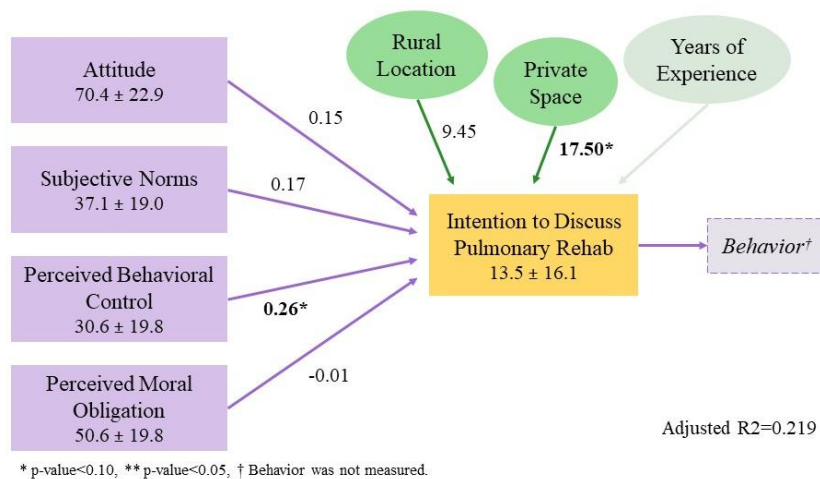 Attitude
70.4 ± 22.9
Subjective Norms
37.1 ± 19.0
Perceived Behavioral
Control
30.6 ± 19.8
Perceived Moral
Obligation
50.6 ± 19.8
0.15
0.17
0.26*
-0.01
Rural
Location
9.45
Private
Space
17.50*
Years of
Experience
Intention to Discuss
Pulmonary Rehab
13.5 ± 16.1
Behavior†
Adjusted R2=0.219
* p-value<0.10, ** p-value<0.05, † Behavior was not measured.